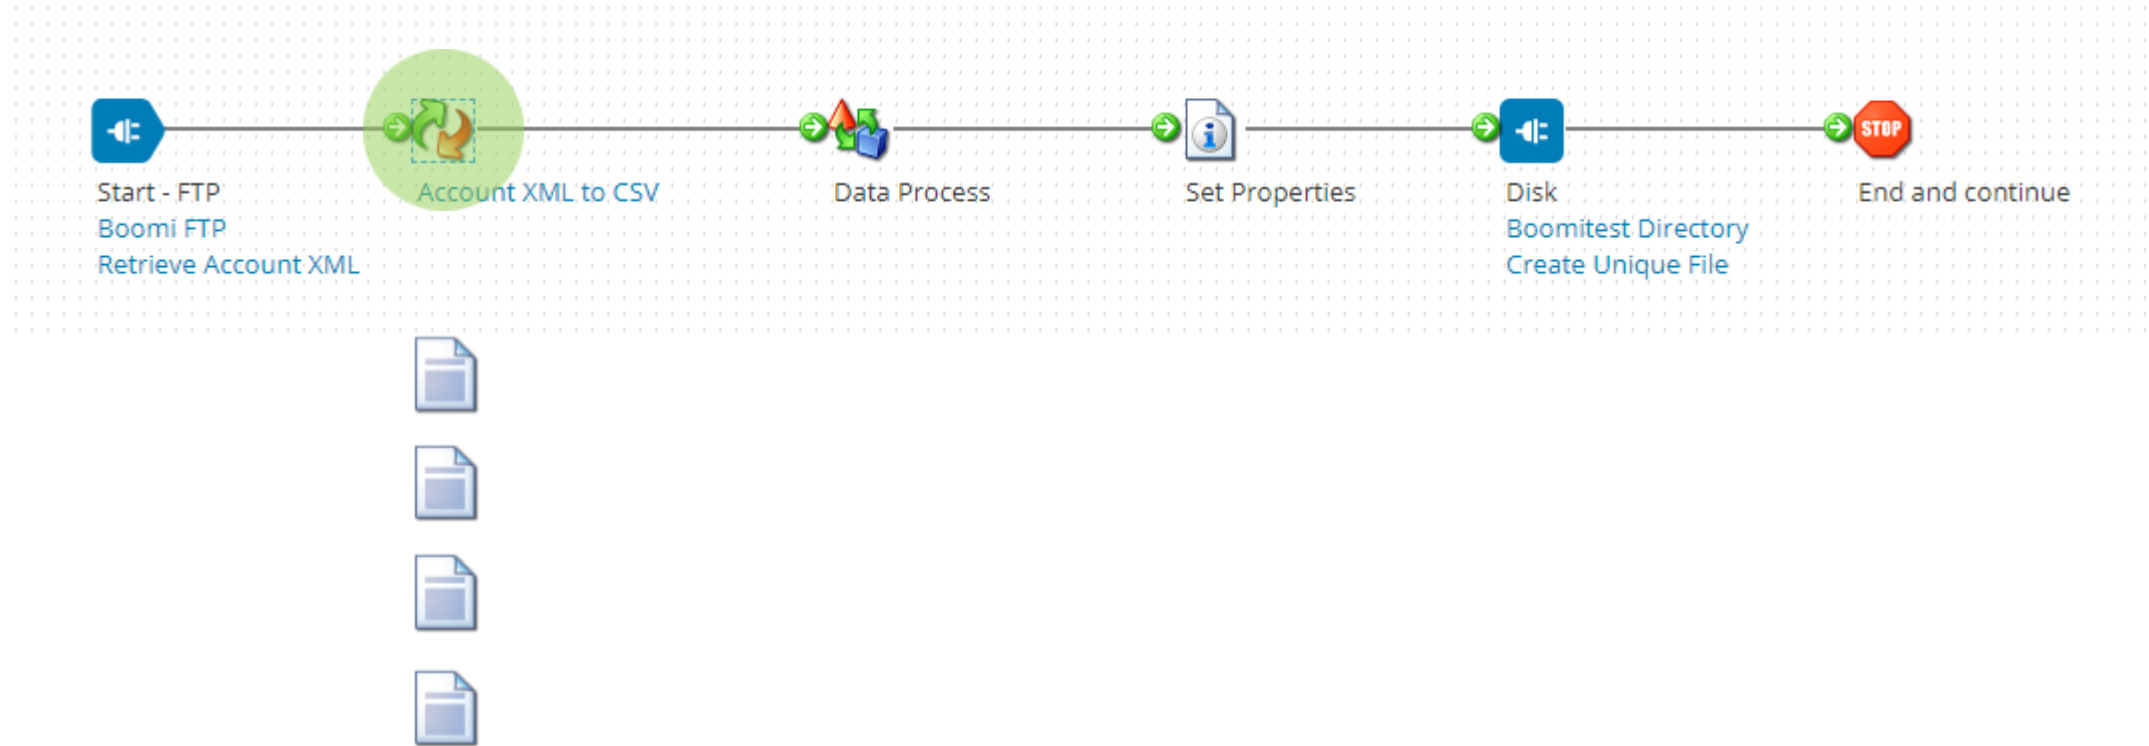 STOP
Start - FTP
Boomi FTP
Retrieve Account XML
Account XML to CSV
Data Process
Set Properties
Disk
Boomitest Directory
Create Unique File
End and continue